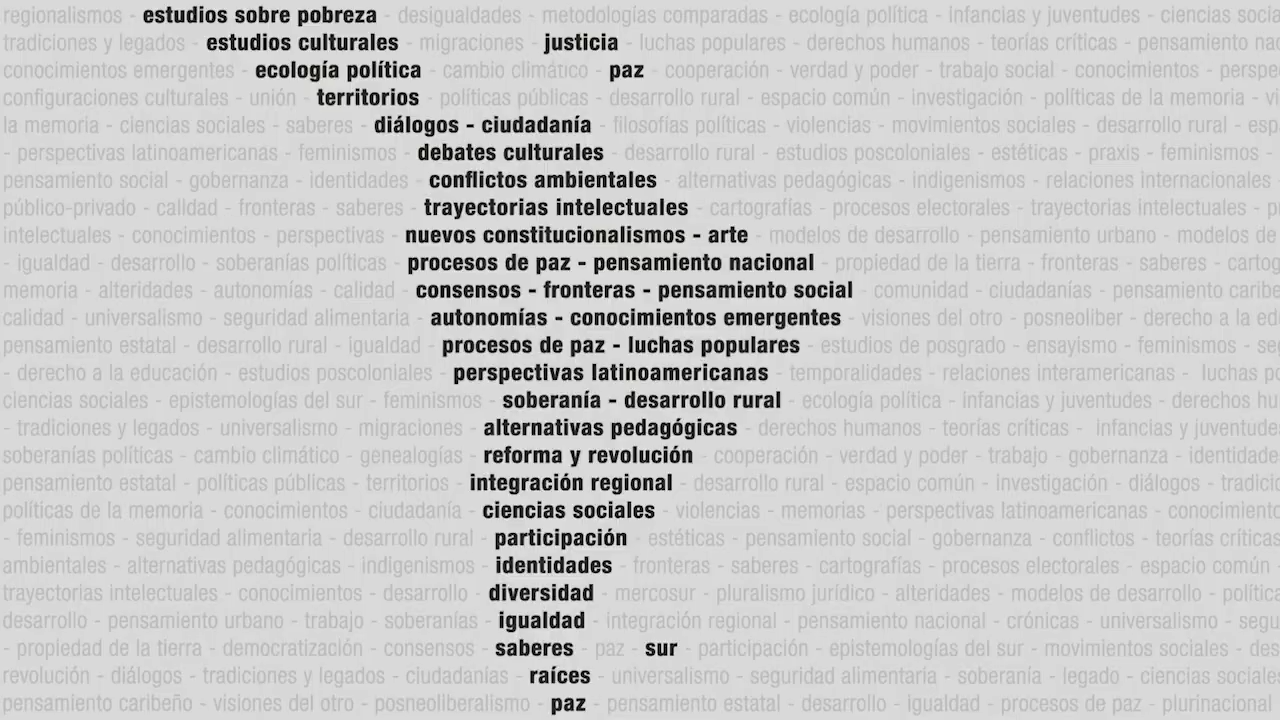 regionalismos - estudios sobre pobreza - desigualdades - metodologías comparadas - ecología política - infancias y juventudes - ciencias socia
tradiciones y legados - estudios culturales - migraciones - justicia - luchas populares - derechos humanos - teorías críticas - pensamiento na
conocimientos emergentes - ecología política - cambio climático - paz - cooperación - verdad y poder - trabajo social - conocimientos - perspe
configuraciones culturales - unión - territorios - políticas públicas - desarrollo rural - espacio común - investigación - políticas de la memoria - vi
la memoria - ciencias sociales - saberes - diálogos - ciudadanía - filosofías políticas - violencias - movimientos sociales - desarrollo rural - esp
- perspectivas latinoamericanas - feminismos - debates culturales - desarrollo rural - estudios poscoloniales - estéticas - praxis - feminismos -
pensamiento social - gobernanza - identidades - conflictos ambientales - alternativas pedagógicas - indigenismos - relaciones internacionales
público-privado - calidad - fronteras - saberes - trayectorias intelectuales - cartografías - procesos electorales - trayectorias intelectuales - p
intelectuales - conocimientos - perspectivas - nuevos constitucionalismos - arte - modelos de desarrollo - pensamiento urbano - modelos de
- igualdad - desarrollo - soberanías políticas - procesos de paz - pensamiento nacional - propiedad de la tierra - fronteras - saberes - cartog
memoria - alteridades - autonomías - calidad - consensos - fronteras - pensamiento social - comunidad - ciudadanías - pensamiento caribe
calidad - universalismo - seguridad alimentaria - autonomías - conocimientos emergentes - visiones del otro - posneoliber - derecho a la edu
pensamiento estatal - desarrollo rural - igualdad - procesos de paz - luchas populares - estudios de posgrado - ensayismo - feminismos - se
- derecho a la educación - estudios poscoloniales - perspectivas latinoamericanas - temporalidades - relaciones interamericanas - luchas po
ciencias sociales - epistemologías del sur - feminismos - soberanía - desarrollo rural - ecología política - infancias y juventudes - derechos hu
- tradiciones y legados - universalismo - migraciones - alternativas pedagógicas - derechos humanos - teorías críticas - infancias y juventude
soberanías políticas - cambio climático - genealogías - reforma y revolución - cooperación - verdad y poder - trabajo - gobernanza - identidade
pensamiento estatal - políticas públicas - territorios - integración regional - desarrollo rural - espacio común - investigación - diálogos - tradicio
políticas de la memoria - conocimientos - ciudadanía - ciencias sociales - violencias - memorias - perspectivas latinoamericanas - conocimiento
- feminismos - seguridad alimentaria - desarrollo rural - participación - estéticas - pensamiento social - gobernanza - conflictos - teorías críticas
ambientales - alternativas pedagógicas - indigenismos - identidades - fronteras - saberes - cartografías - procesos electorales - espacio común
trayectorias intelectuales - conocimientos - desarrollo - diversidad - mercosur - pluralismo jurídico - alteridades - modelos de desarrollo - política
desarrollo - pensamiento urbano - trabajo - soberanías - igualdad - integración regional - pensamiento nacional - crónicas - universalismo - segu
- propiedad de la tierra - democratización - consensos - saberes - paz - sur - participación - epistemologías del sur - movimientos sociales - des
revolución - diálogos - tradiciones y legados - ciudadanías - raíces - universalismo - seguridad alimentaria - soberanía - legado - ciencias sociales
pensamiento caribeño - visiones del otro - posneoliberalismo - paz - pensamiento estatal - desarrollo - igualdad - procesos de paz - plurinacional